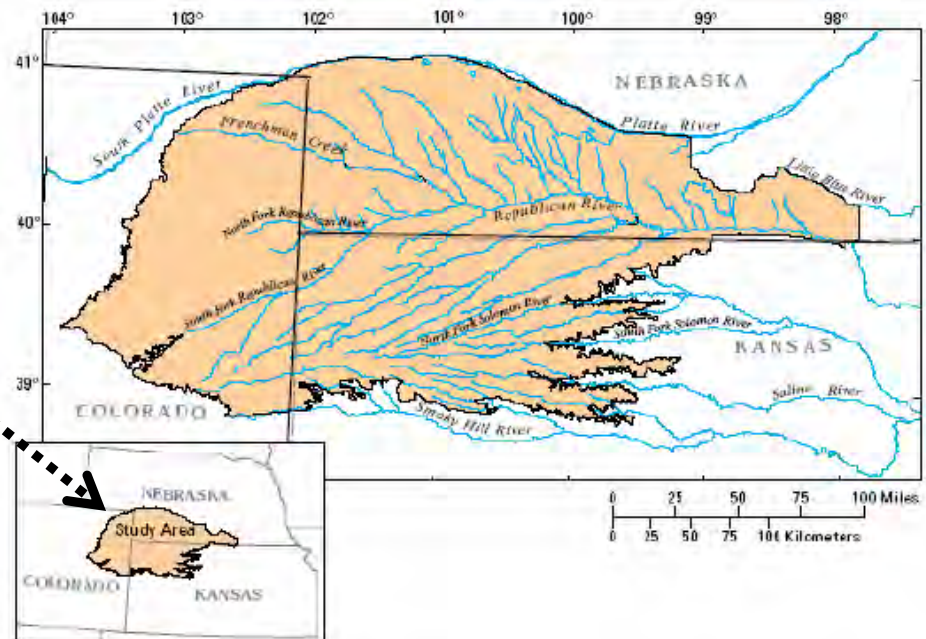 104° 103° 102° 101° 100° 99° 98°
41°
NEBRASKA
South Platte River
Platte River
Frenchman Creek
Little Blue River
Republican River
North Fork Republican River
40°
South Fork Republican River
North Fork Solomon River
South Fork Solomon River
KANSAS
39°
Saline River
COLORADO
Smoky Hill River
NEBRASKA
Study Area
COLORADO
KANSAS
0 25 50 75 100 Miles
0 25 50 75 100 Kilometers